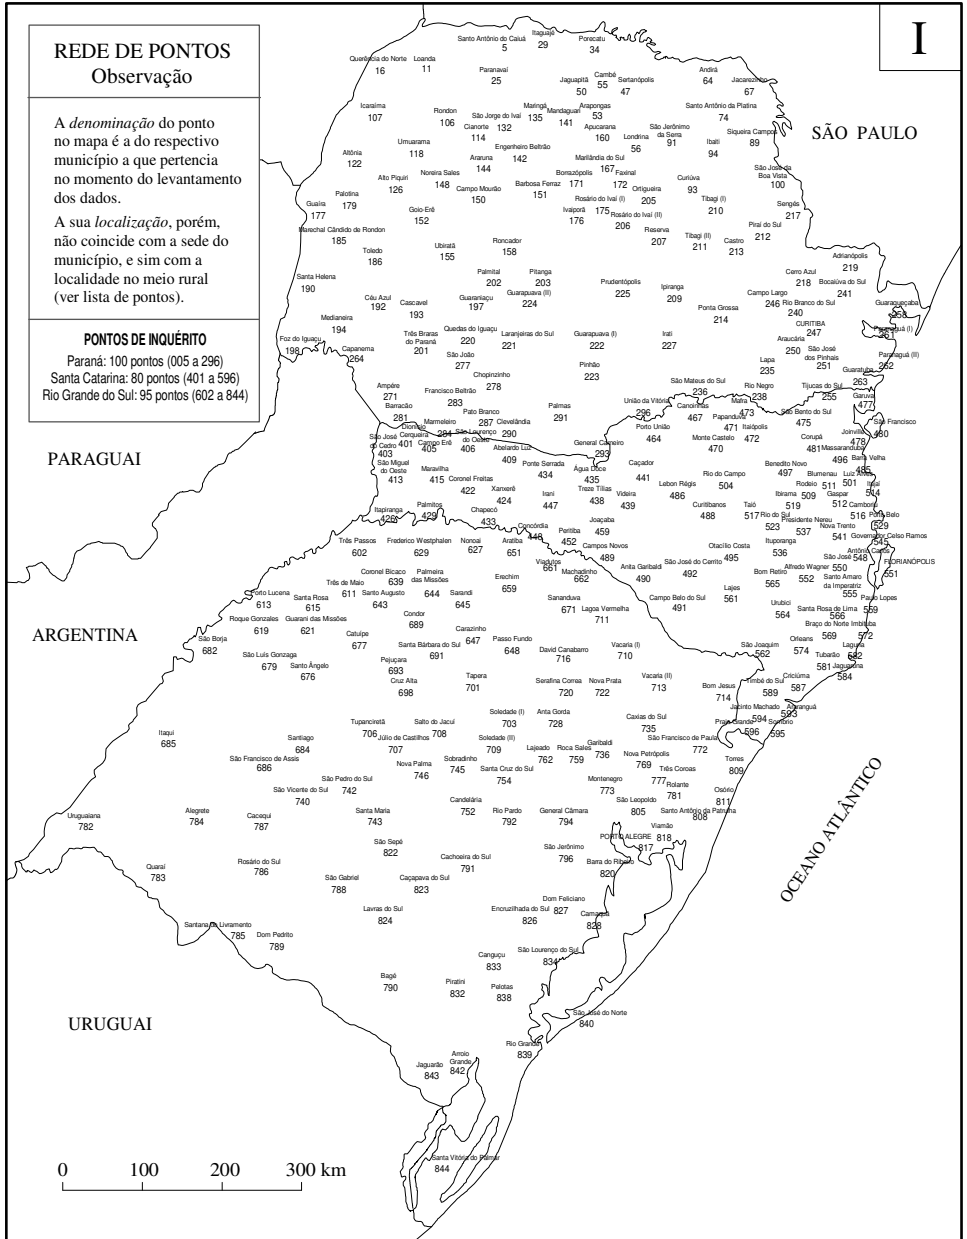 I
REDE DE PONTOS
Observação
A denominação do ponto
no mapa é a do respectivo
município a que pertencia
no momento do levantamento
dos dados.
A sua localização, porém,
não coincide com a sede do
município, e sim com a
localidade no meio rural
(ver lista de pontos).
PONTOS DE INQUÉRITO
Paraná: 100 pontos (005 a 296)
Santa Catarina: 80 pontos (401 a 596)
Rio Grande do Sul: 95 pontos (602 a 844)
SÃO PAULO
PARAGUAI
ARGENTINA
URUGUAI
OCEANO ATLÂNTICO
Santo Antônio do Caiuá
5
Itaguajé
29
Porecatu
34
Querência do Norte
16
Loanda
11
Paranavaí
25
Jaguapitã
50
Cambé
55
Sertanópolis
47
Andirá
64
Jacarezinho
67
Icaraíma
107
Rondon
106
Cianorte
114
São Jorge do Ivaí
132
Maringá
135
Mandaguari
141
Arapongas
53
Apucarana
160
Londrina
56
São Jerônimo
da Serra
91
Santo Antônio da Platina
74
Ibaiti
94
Siqueira Campos
89
Altônia
122
Umuarama
118
Araruna
144
Engenheiro Beltrão
142
Marilândia do Sul
167
São José da
Boa Vista
100
Palotina
179
Alto Piquiri
126
Noreira Sales
148
Campo Mourão
150
Barbosa Ferraz
151
Borrazópolis
171
Faxinal
172
Ortigueira
205
Curiúva
93
Tibagi (I)
210
Sengés
217
Guaíra
177
Goio-Erê
152
Ivaiporã
176
Rosário do Ivaí (I)
175
Rosário do Ivaí (II)
206
Reserva
207
Tibagi (II)
211
Castro
213
Piraí do Sul
212
Marechal Cândido de Rondon
185
Toledo
186
Ubiratã
155
Roncador
158
Adrianópolis
219
Santa Helena
190
Palmital
202
Pitanga
203
Prudentópolis
225
Ipiranga
209
Cerro Azul
218
Bocaiúva do Sul
241
Céu Azul
192
Cascavel
193
Guaraniaçu
197
Guarapuava (II)
224
Ponta Grossa
214
Campo Largo
246
Rio Branco do Sul
240
Guaraqueçaba
258
Medianeira
194
Foz do Iguaçu
198
Capanema
264
Três Braras
do Paraná
201
Quedas do Iguaçu
220
Laranjeiras do Sul
221
Guarapuava (I)
222
Irati
227
CURITIBA
247
Araucária
250
São José
dos Pinhais
251
Paranaguá (I)
261
Paranaguá (II)
262
São João
277
Chopinzinho
278
Pinhão
223
Lapa
235
Guaratuba
263
Ampére
271
Francisco Beltrão
283
São Mateus do Sul
236
Rio Negro
238
Tijucas do Sul
255
Garuva
477
Barracão
281
Marmeleiro
284
Pato Branco
287
Clevelândia
290
Palmas
291
União da Vitória
296
Canoinhas
467
Mafra
473
São Bento do Sul
475
São Francisco
480
Dionísio
Cerqueira
401
Campo Erê
405
São Lourenço
do Oeste
406
Abelardo Luz
409
General Carneiro
293
Porto União
464
Papanduva
471
Itaiópolis
472
Monte Castelo
470
Corupá
481
Joinville
478
Massaranduba
496
Barra Velha
485
São José
do Cedro
403
São Miguel
do Oeste
413
Maravilha
415
Coronel Freitas
422
Ponte Serrada
434
Água Doce
435
Caçador
441
Rio do Campo
504
Benedito Novo
497
Blumenau
511
Luiz Alves
501
Itajaí
514
Xanxerê
424
Irani
447
Treze Tílias
438
Videira
439
Lebon Régis
486
Rodeio
509
Ibirama
519
Gaspar
512
Camboriú
516
Porto Belo
529
Itapiranga
426
Palmitos
429
Chapecó
433
Concórdia
448
Peritiba
452
Joaçaba
459
Curitibanos
488
Taió
517
Rio do Sul
523
Presidente Nereu
537
Nova Trento
541
Governador Celso Ramos
545
Três Passos
602
Frederico Westphalen
629
Nonoai
627
Aratiba
651
Campos Novos
489
Otacílio Costa
495
Ituporanga
536
Antônio Carlos
548
São José
550
FLORIANÓPOLIS
551
Viadutos
661
Machadinho
662
Anita Garibaldi
490
São José do Cerrito
492
Bom Retiro
565
Alfredo Wagner
552
Santo Amaro
da Imperatriz
555
Coronel Bicaco
639
Palmeira
das Missões
644
Erechim
659
Porto Lucena
613
Três de Maio
611
Santa Rosa
615
Santo Augusto
643
Sarandi
645
Sananduva
671
Lagoa Vermelha
711
Campo Belo do Sul
491
Lajes
561
Urubici
564
Santa Rosa de Lima
566
Paulo Lopes
559
Roque Gonzales
619
Guarani das Missões
621
Condor
689
Catuípe
677
Carazinho
647
Passo Fundo
648
Braço do Norte
569
Imbituba
572
São Borja
682
São Luís Gonzaga
679
Santo Ângelo
676
Pejuçara
693
Santa Bárbara do Sul
691
David Canabarro
716
Vacaria (I)
710
São Joaquim
562
Orleans
574
Laguna
582
Tubarão
581
Jaguaruna
584
Cruz Alta
698
Tapera
701
Serafina Correa
720
Nova Prata
722
Vacaria (II)
713
Bom Jesus
714
Timbé do Sul
589
Criciúma
587
Jacinto Machado
594
Araranguá
593
Praia Grande
596
Sombrio
595
Itaqui
685
Tupanciretã
706
Salto do Jacuí
708
Soledade (I)
703
Anta Gorda
728
Caxias do Sul
735
São Francisco de Paula
772
Santiago
684
Júlio de Castilhos
707
Soledade (II)
709
Lajeado
762
Roca Sales
759
Garibaldi
736
Nova Petrópolis
769
Três Coroas
777
Torres
809
São Francisco de Assis
686
Nova Palma
746
Sobradinho
745
Santa Cruz do Sul
754
Montenegro
773
Rolante
781
Osório
811
São Pedro do Sul
742
São Vicente do Sul
740
Candelária
752
São Leopoldo
805
Santo Antônio da Patrulha
808
Uruguaiana
782
Alegrete
784
Cacequi
787
Santa Maria
743
Rio Pardo
792
General Câmara
794
Viamão
818
PORTO ALEGRE
817
São Sepé
822
São Jerônimo
796
Barra do Ribeiro
820
Quaraí
783
Rosário do Sul
786
Cachoeira do Sul
791
São Gabriel
788
Caçapava do Sul
823
Dom Feliciano
827
Camaquã
828
Lavras do Sul
824
Encruzilhada do Sul
826
Santana do Livramento
785
Dom Pedrito
789
Canguçu
833
São Lourenço do Sul
834
Bagé
790
Piratini
832
Pelotas
838
São José do Norte
840
Rio Grande
839
Arroio
Grande
842
Jaguarão
843
Santa Vitória do Palmar
844
0 100 200 300 km